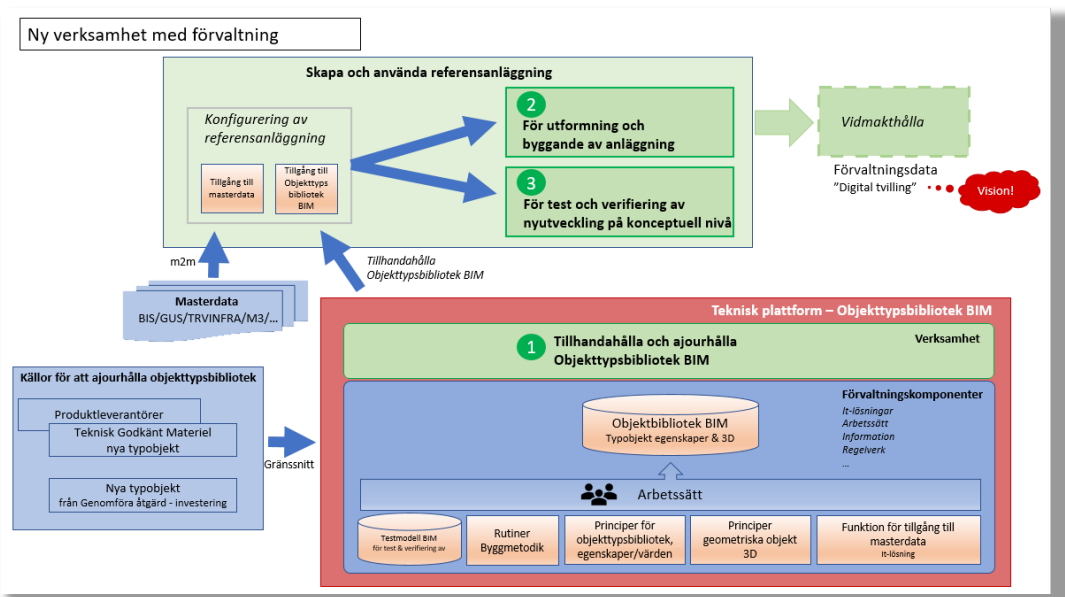 Ny verksamhet med förvaltning
Skapa och använda referensanläggning
Konfigurering av
referensanläggning
Tillgång till
masterdata
Tillgång till
Objekttyps
bibliotek
BIM
2
För utformning och
byggande av anläggning
3
För test och verifiering av
nyutveckling på konceptuell nivå
Vidmakthålla
Förvaltningsdata
”Digital tvilling”
Vision!
m2m
Tillhandahålla
Objekttypsbibliotek BIM
Masterdata
BIS/GUS/TRVINFRA/M3/...
Källor för att ajourhålla objekttypsbibliotek
Produktleverantörer
Teknisk Godkänt Materiel
nya typobjekt
Nya typobjekt
från Genomföra åtgärd - investering
Gränssnitt
Teknisk plattform – Objekttypsbibliotek BIM
Verksamhet
1
Tillhandahålla och ajourhålla
Objekttypsbibliotek BIM
Förvaltningskomponenter
It-lösningar
Arbetssätt
Information
Regelverk
...
Objektbibliotek BIM
Typobjekt egenskaper & 3D
Arbetssätt
Testmodell BIM
för test & verifiering av
Rutiner
Byggmetodik
Principer för
objekttypsbibliotek,
egenskaper/värden
Principer
geometriska objekt
3D
Funktion för tillgång till
masterdata
It-lösning